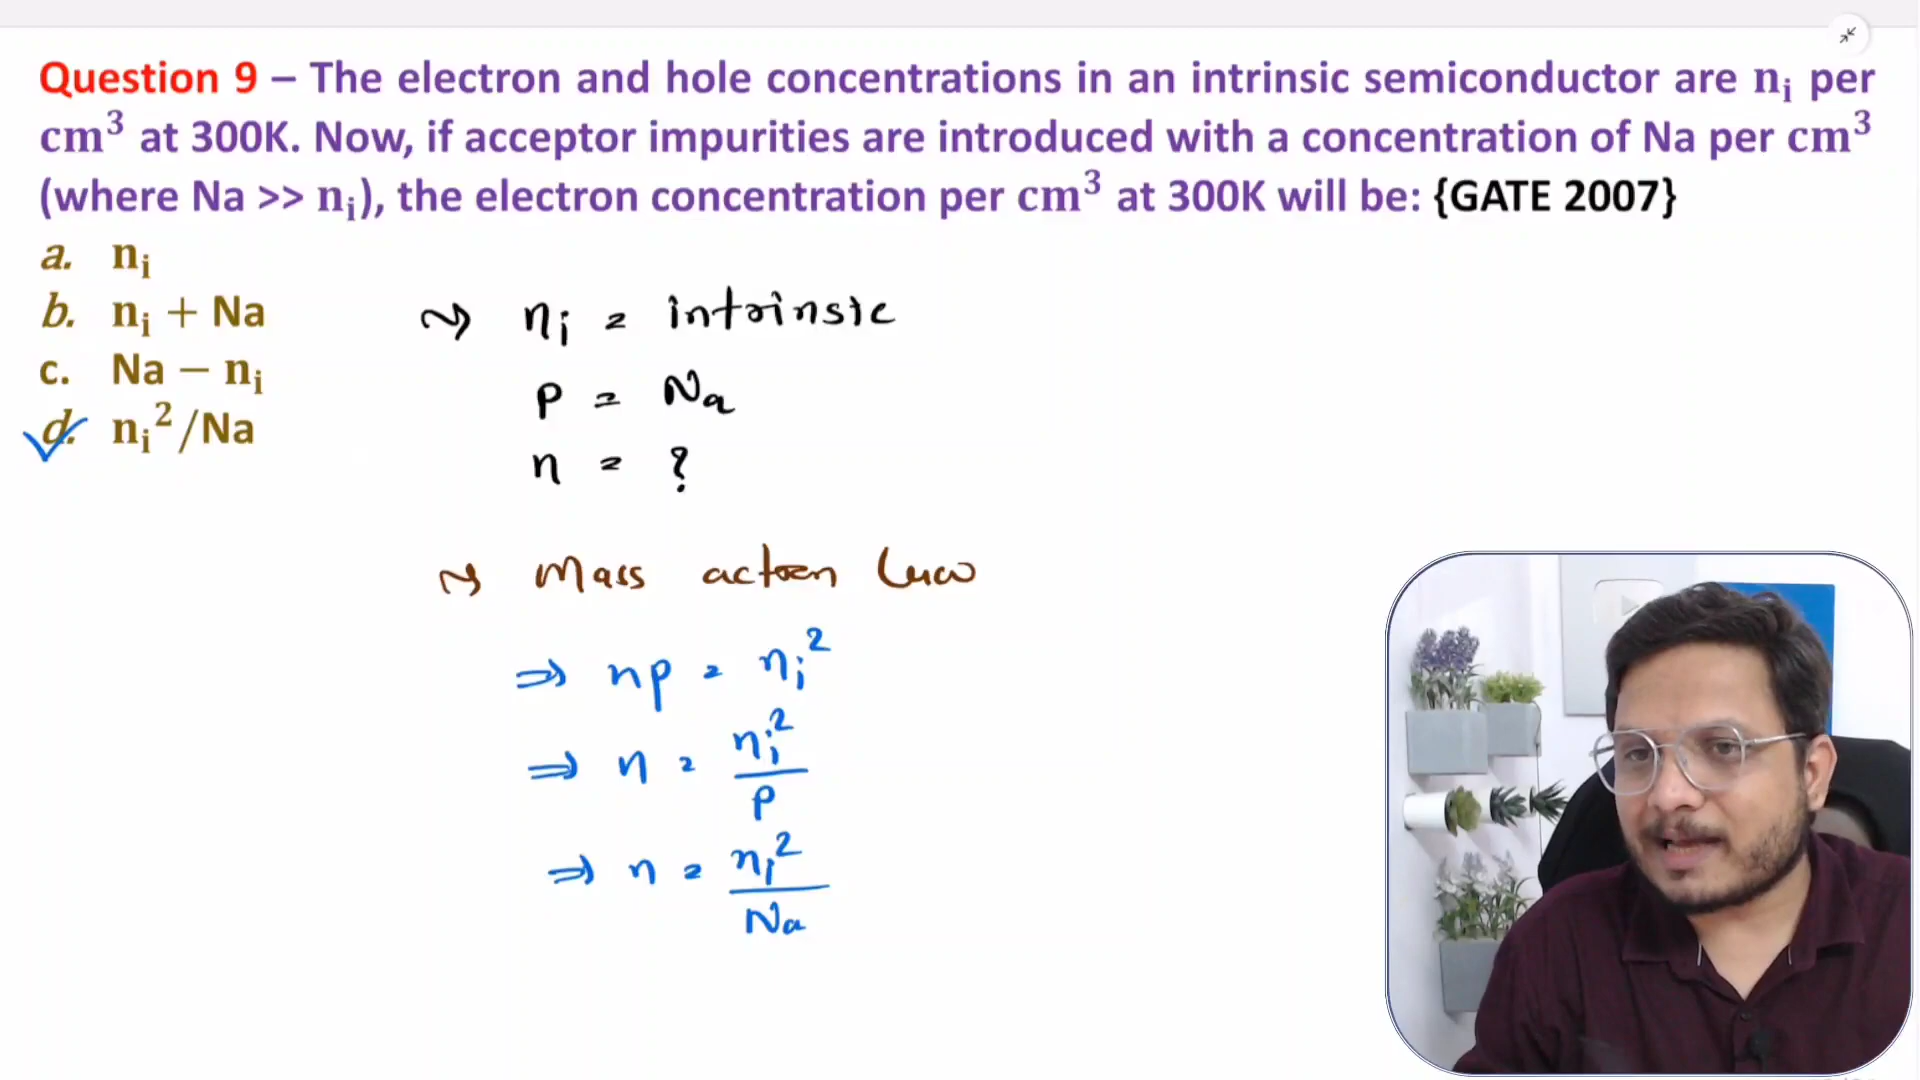 Question 9 – The electron and hole concentrations in an intrinsic semiconductor are nᵢ per
cm³ at 300K. Now, if acceptor impurities are introduced with a concentration of Na per cm³
(where Na >> nᵢ), the electron concentration per cm³ at 300K will be: {GATE 2007}
a. nᵢ
b. nᵢ + Na
c. Na − nᵢ
d. nᵢ²/Na
nᵢ = intrinsic
P = Na
n = ?
Mass action law
⇒ np = nᵢ²
⇒ n = nᵢ²/P
⇒ n = nᵢ²/Na